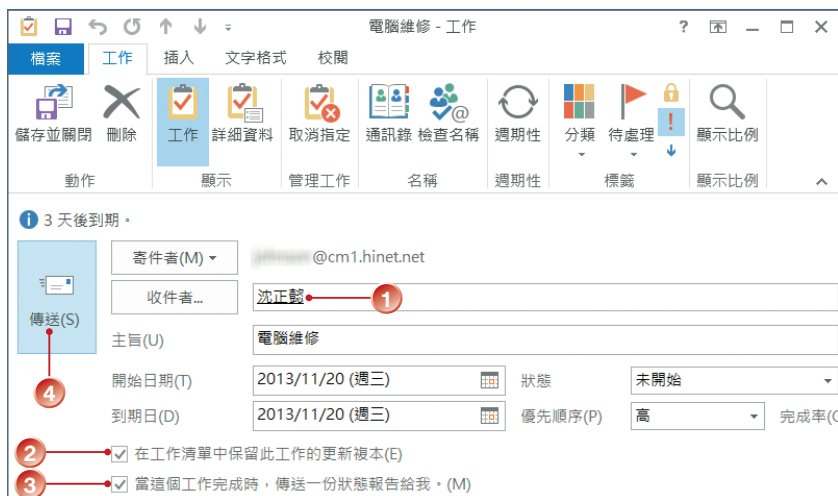 電腦維修 - 工作 ?
檔案 工作 插入 文字格式 校閱
儲存並關閉 刪除 工作 詳細資料 取消指定 通訊錄 檢查名稱 週期性 分類 待處理 顯示比例
動作 顯示 管理工作 名稱 週期性 標籤 顯示比例
3 天後到期。
寄件者(M) @cm1.hinet.net
收件者... 沈正懿 1
傳送(S)
主旨(U) 電腦維修
4
開始日期(T) 2013/11/20 (週三) 狀態 未開始
到期日(D) 2013/11/20 (週三) 優先順序(P) 高 完成率(C
2 在工作清單中保留此工作的更新複本(E)
3 當這個工作完成時，傳送一份狀態報告給我。(M)